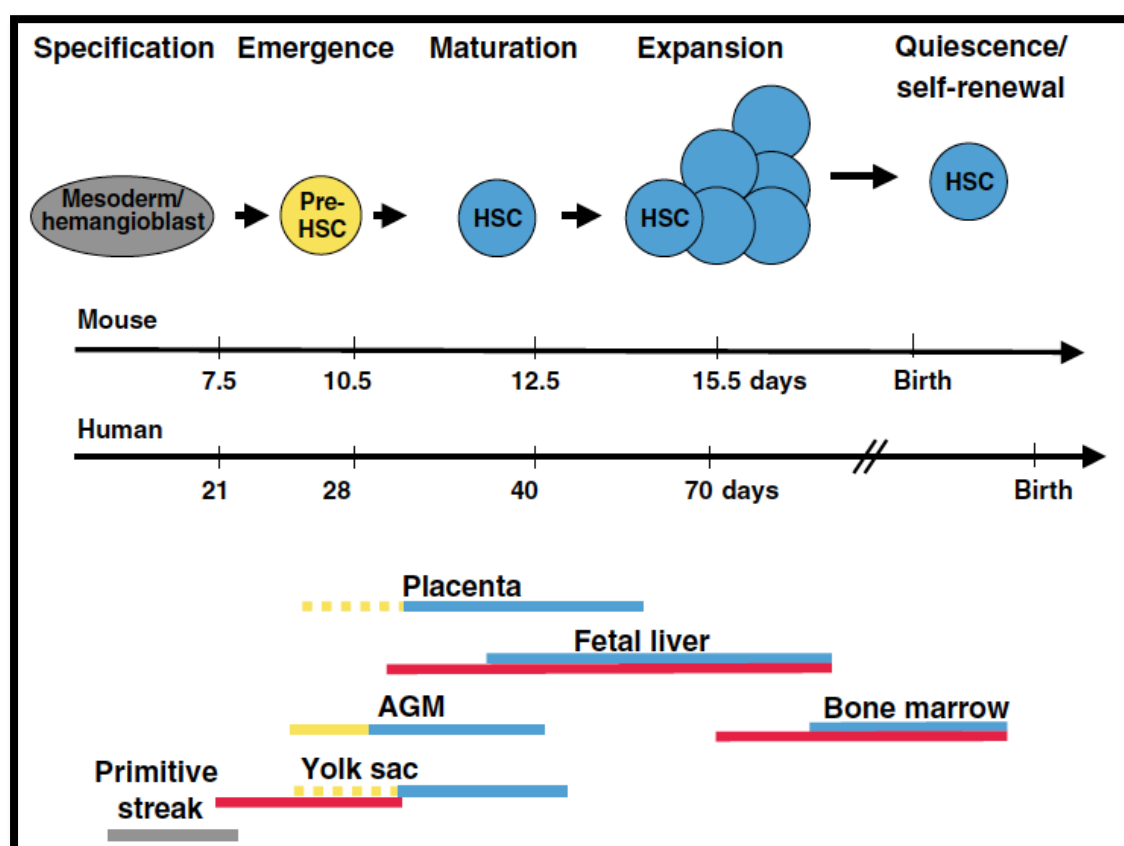 Specification Emergence Maturation Expansion Quiescence/
self-renewal
Mesoderm/
hemangioblast
Pre-
HSC
HSC
HSC
HSC
Mouse
7.5 10.5 12.5 15.5 days Birth
Human
21 28 40 70 days Birth
Placenta
Fetal liver
AGM
Bone marrow
Yolk sac
Primitive
streak